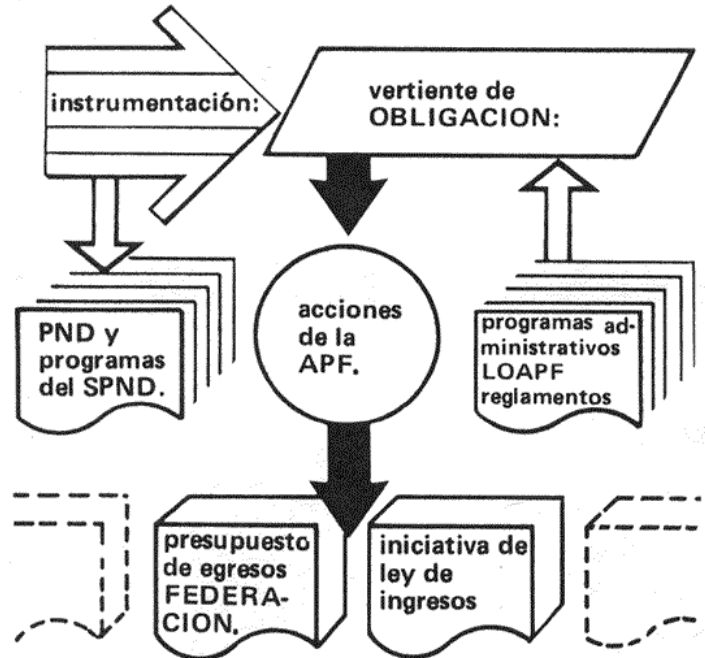 instrumentación:
vertiente de
OBLIGACION:
PND y
programas
del SPND.
acciones
de la
APF.
programas ad-
ministrativos
LOAPF
reglamentos
presupuesto
de egresos
FEDERA-
CION.
iniciativa de
ley de
ingresos